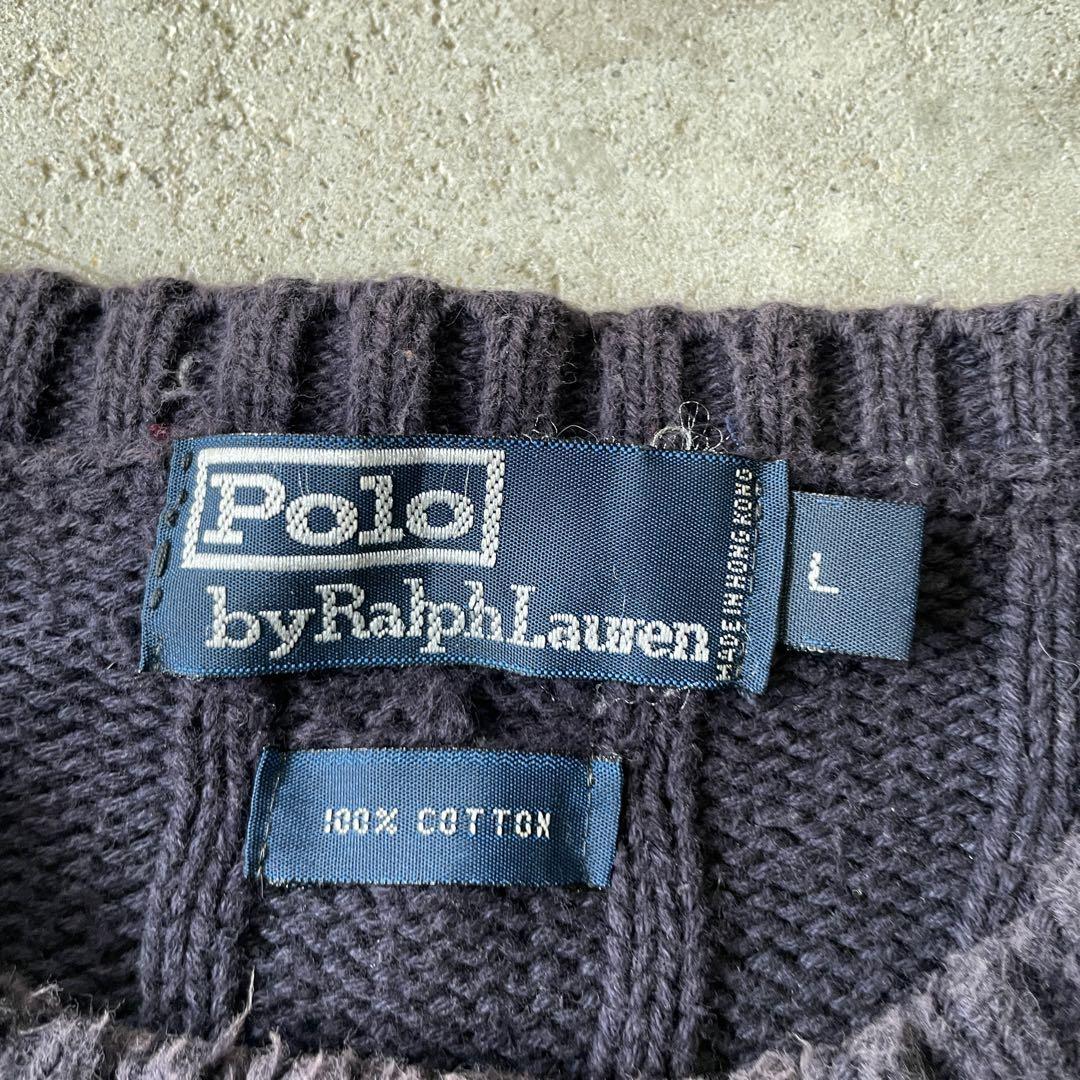 Polo
by Ralph Lauren
MADE IN HONG KONG
L
100% COTTON